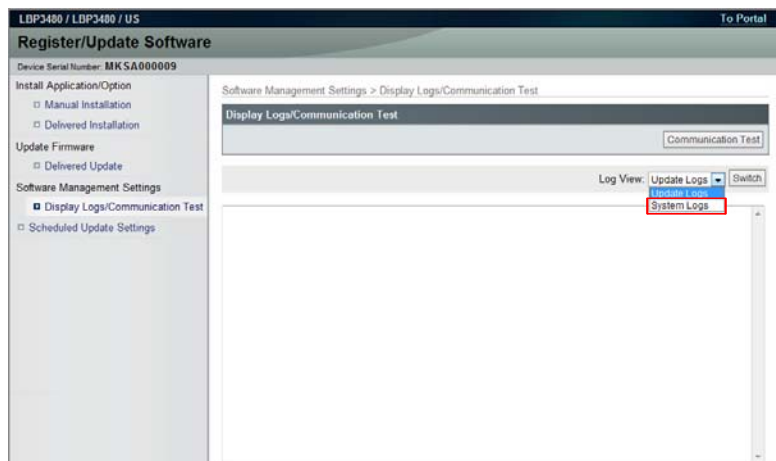 LBP3480 / LBP3480 / US
To Portal
Register/Update Software
Device Serial Number: MKSA000009
Install Application/Option
Manual Installation
Delivered Installation
Update Firmware
Delivered Update
Software Management Settings
Display Logs/Communication Test
Scheduled Update Settings
Software Management Settings > Display Logs/Communication Test
Display Logs/Communication Test
Communication Test
Log View: Update Logs Switch
Update Logs
System Logs